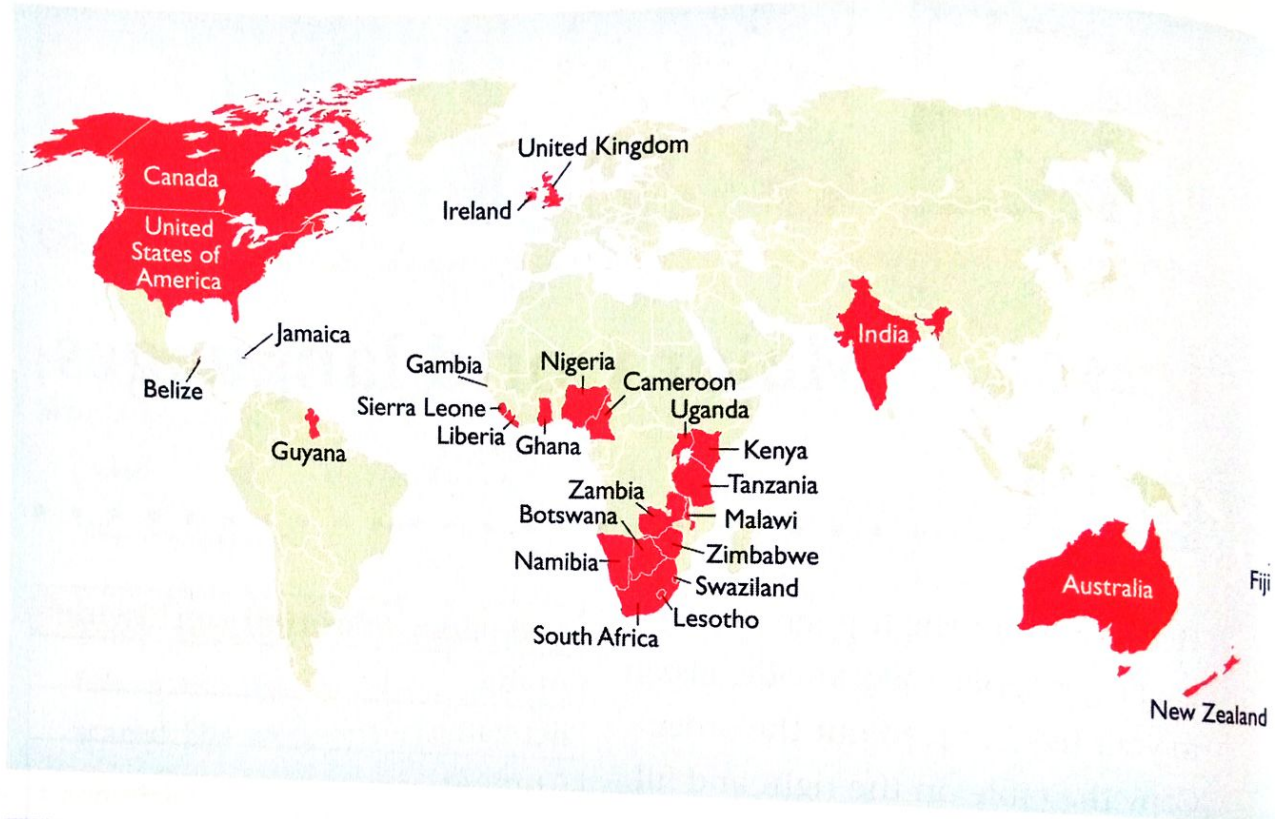 United Kingdom
Canada
Ireland
United
States of
America
India
Jamaica
Belize
Gambia
Nigeria
Cameroon
Sierra Leone
Uganda
Liberia
Ghana
Guyana
Kenya
Tanzania
Zambia
Botswana
Malawi
Namibia
Zimbabwe
Swaziland
Lesotho
South Africa
Australia
Fiji
New Zealand